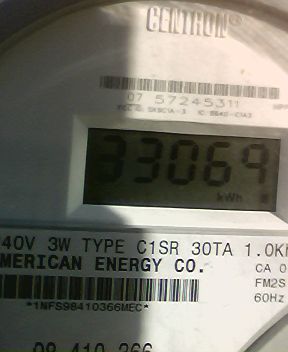 CENTRON®
07 57245311
33069
kWh
40V 3W TYPE C1SR 30TA 1.0K
MERICAN ENERGY CO.
CA 0
FM2S
60Hz
*1NFS98410366MEC*
98 410 366